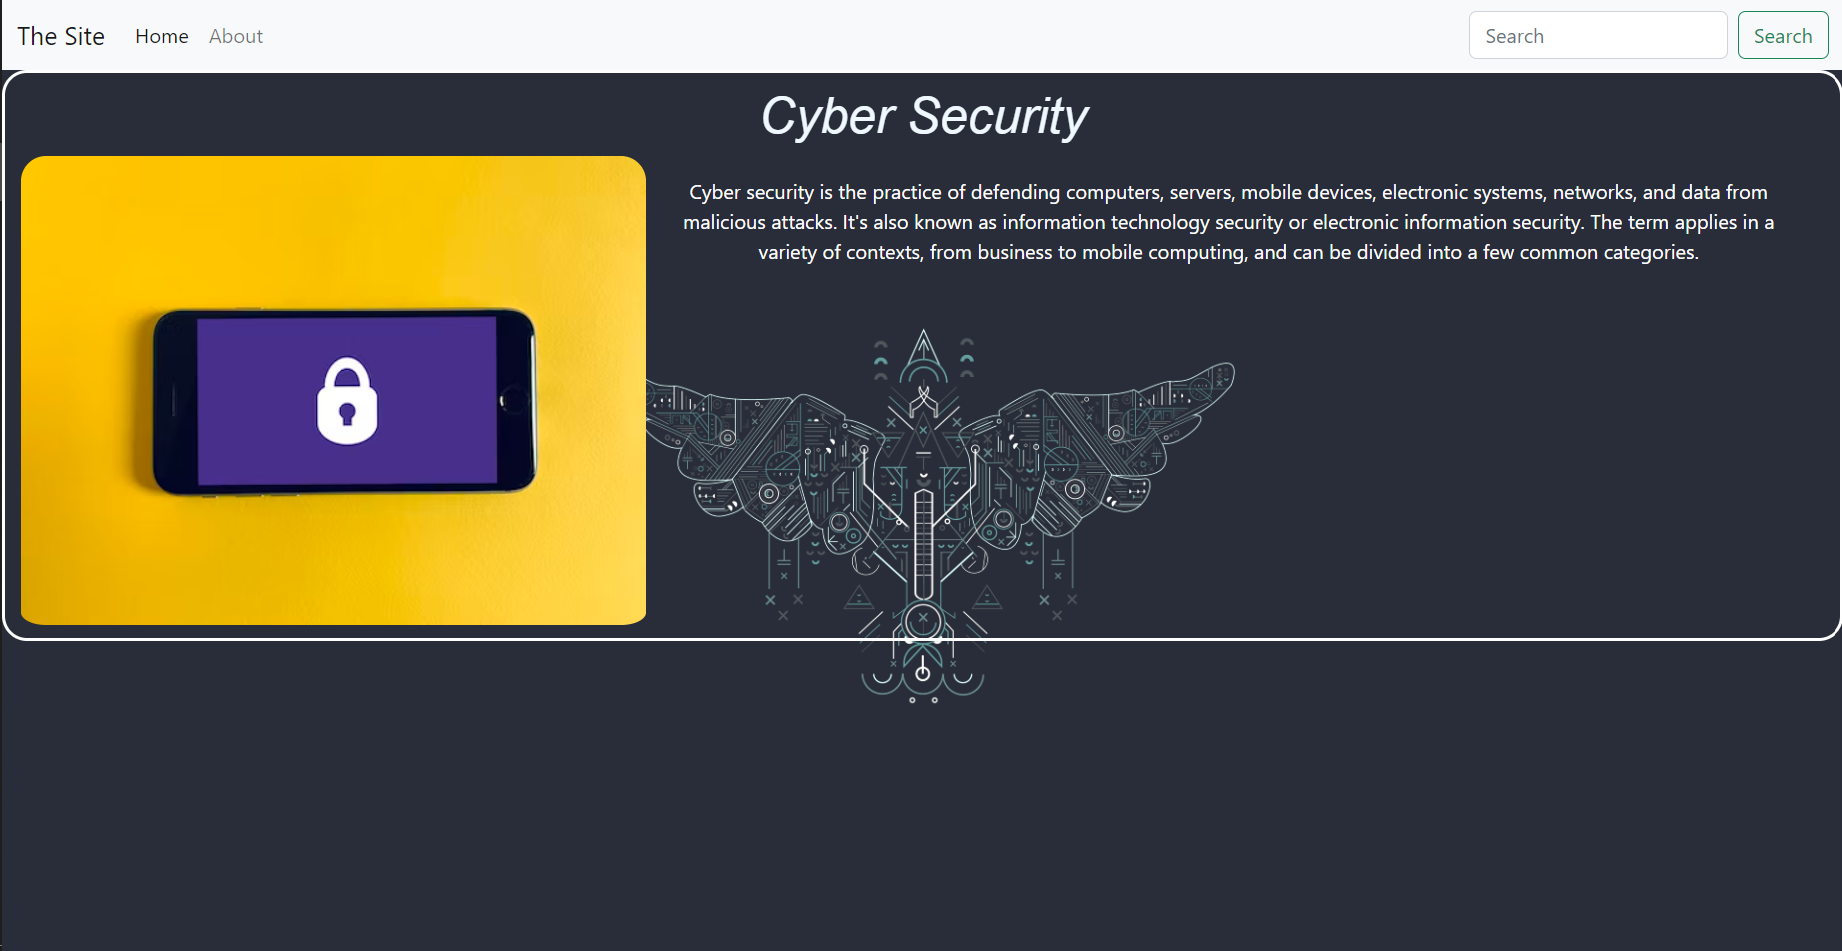 The Site Home About Search Search
Cyber Security
Cyber security is the practice of defending computers, servers, mobile devices, electronic systems, networks, and data from
malicious attacks. It's also known as information technology security or electronic information security. The term applies in a
variety of contexts, from business to mobile computing, and can be divided into a few common categories.